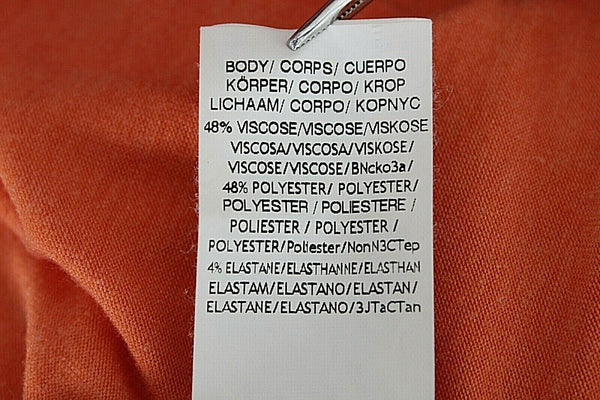 BODY/ CORPS/ CUERPO
KÖRPER/ CORPO/ KROP
LICHAAM/ CORPO/ KOPNYC
48% VISCOSE/VISCOSE/VISKOSE
VISCOSA/VISCOSA/VISKOSE/
VISCOSE/VISCOSE/BNcko3a/
48% POLYESTER/ POLYESTER/
POLYESTER / POLIESTERE /
POLIESTER / POLYESTER /
POLYESTER/Poliester/NonN3CTep
4% ELASTANE/ELASTHANNE/ELASTHAN
ELASTAM/ELASTANO/ELASTAN/
ELASTANE/ELASTANO/3JTaCTan